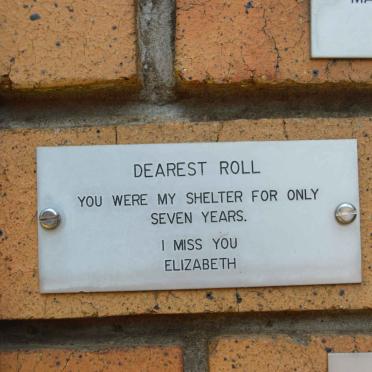 DEAREST ROLL
YOU WERE MY SHELTER FOR ONLY
SEVEN YEARS.
I MISS YOU
ELIZABETH